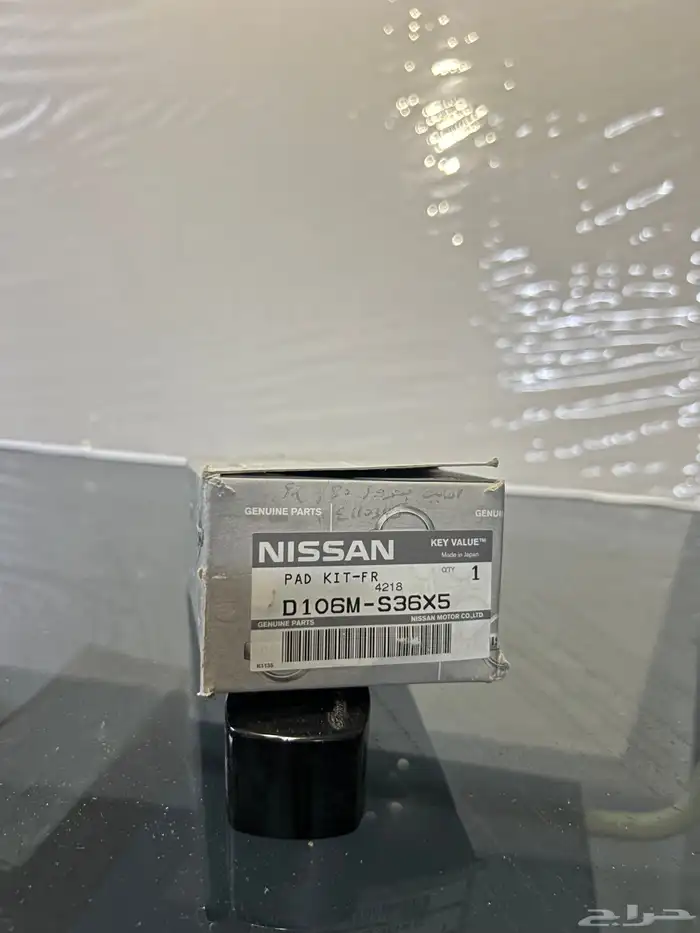 GENUINE PARTS
GENUI
NISSAN
KEY VALUE™
Made in Japan
PAD KIT-FR
QTY 1
4218
D106M-S36X5
GENUINE PARTS
NISSAN MOTOR CO.,LTD
حراج